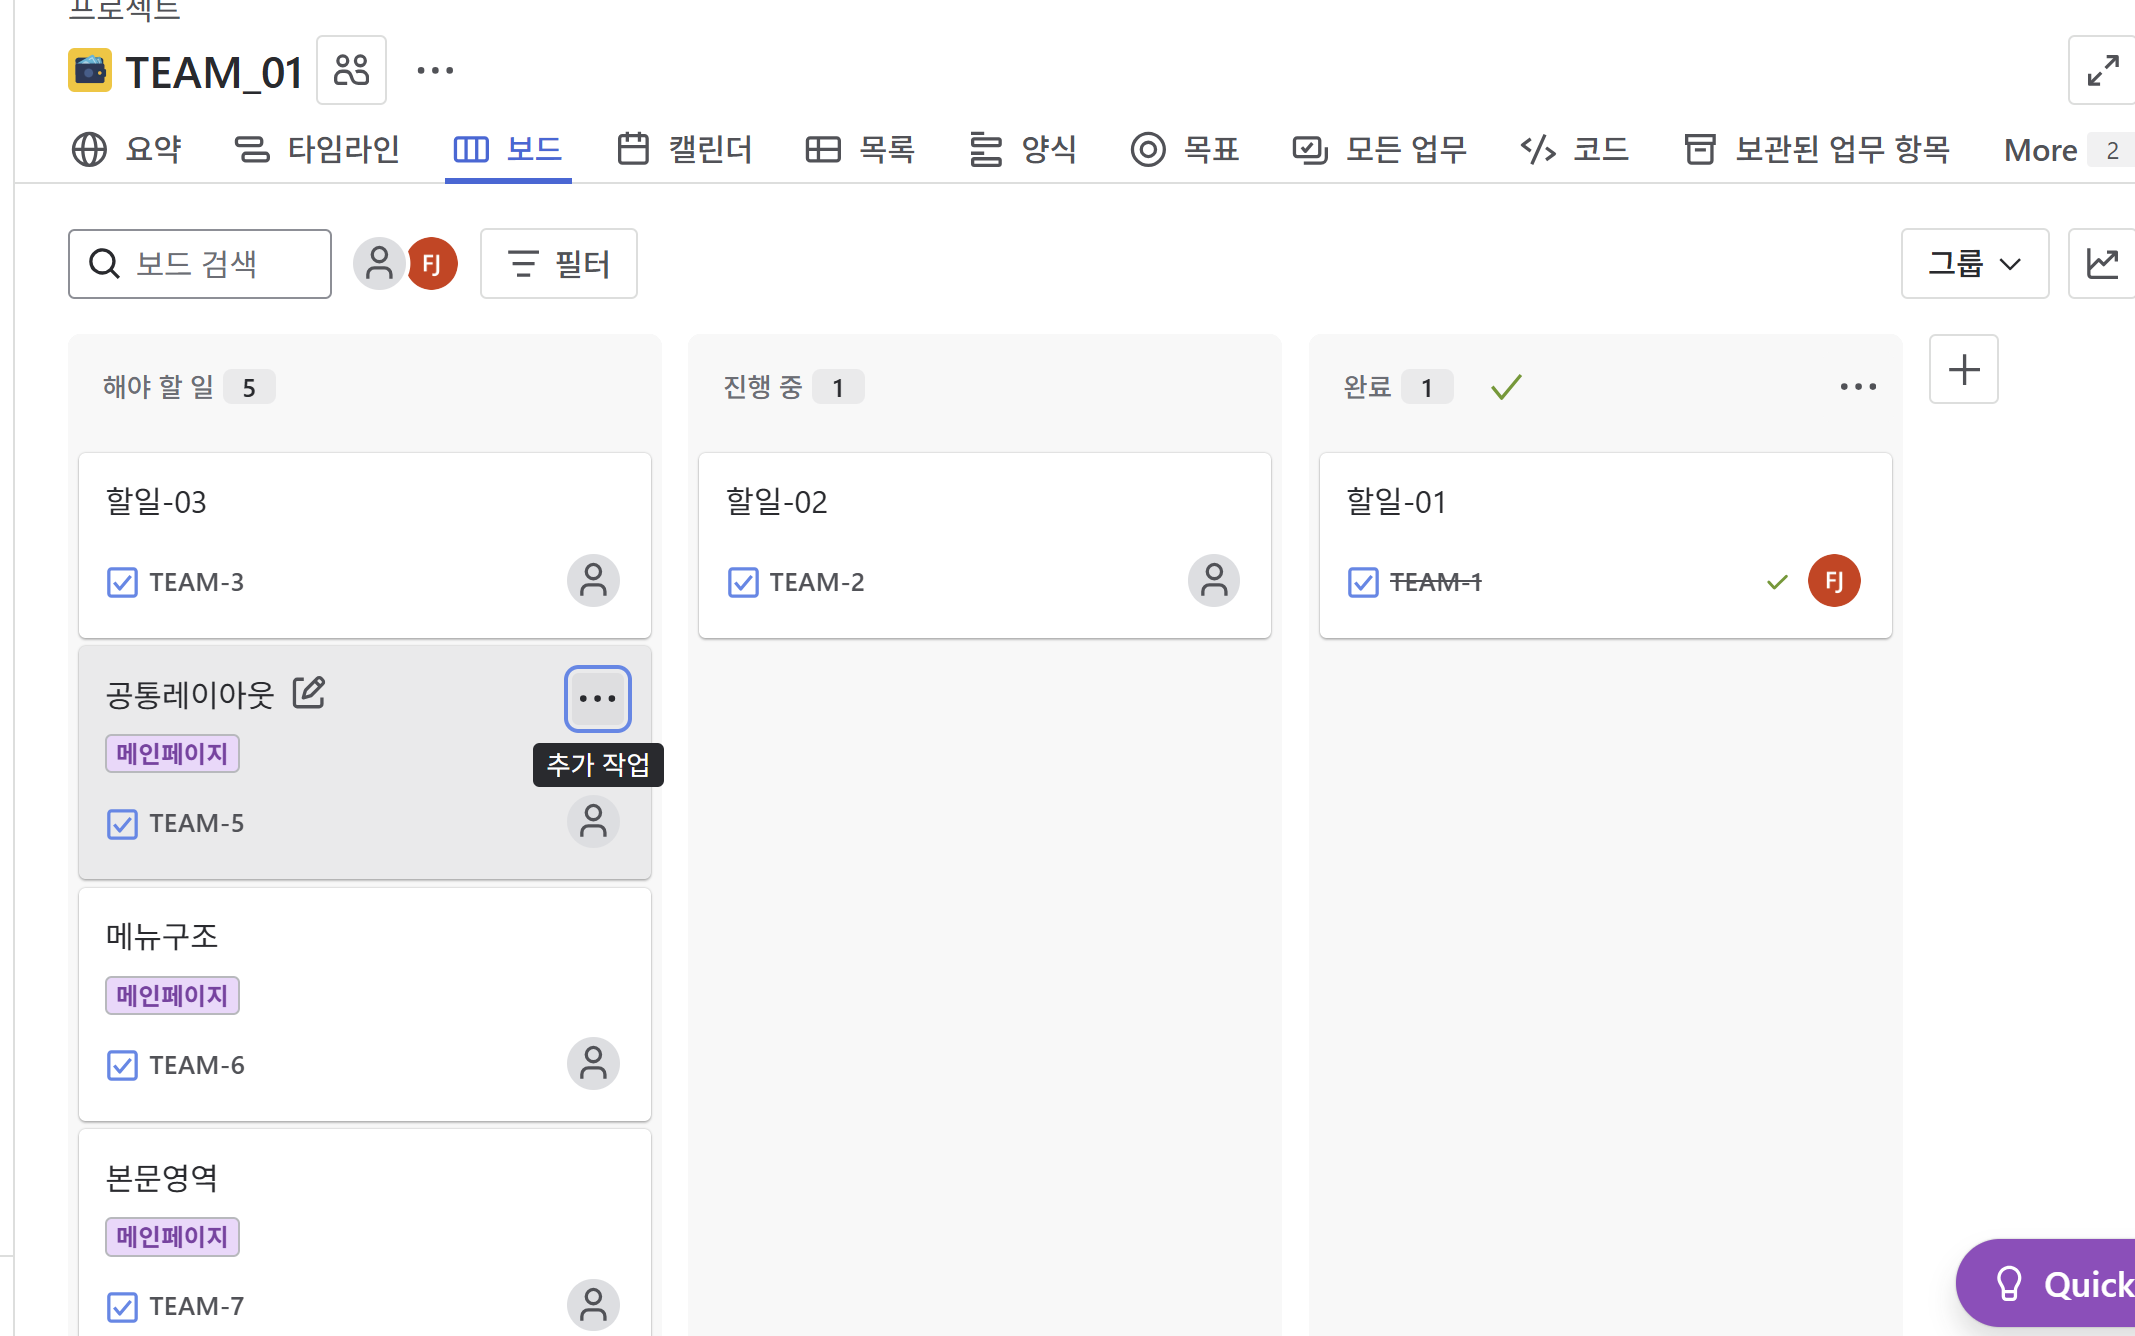 프로젝트
TEAM_01
요약 타임라인 보드 캘린더 목록 양식 목표 모든 업무 코드 보관된 업무 항목 More 2
보드 검색 FJ 필터 그룹
해야 할 일 5
할일-03
TEAM-3
공통레이아웃
메인페이지
추가 작업
TEAM-5
메뉴구조
메인페이지
TEAM-6
본문영역
메인페이지
TEAM-7
진행 중 1
할일-02
TEAM-2
완료 1
할일-01
TEAM-1 FJ
Quick